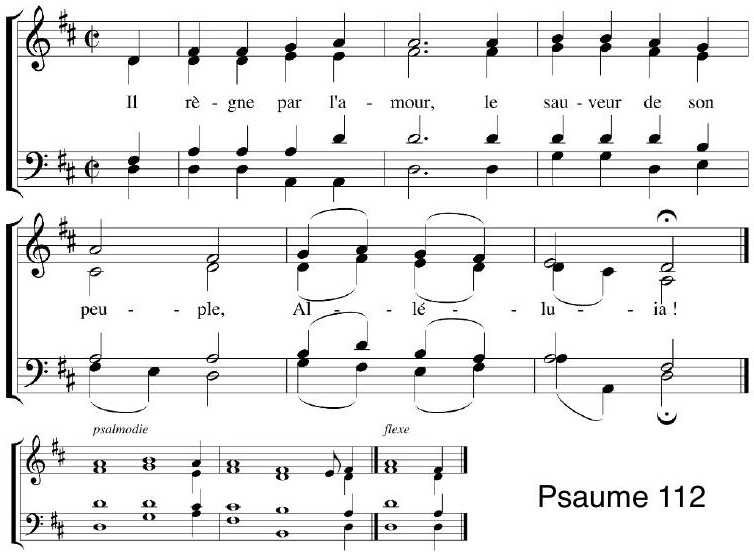 Il rè - gne par l'a - mour, le sau - veur de son
peu - - ple, Al - - lé - - lu - - ia !
psalmodie flexe
Psaume 112